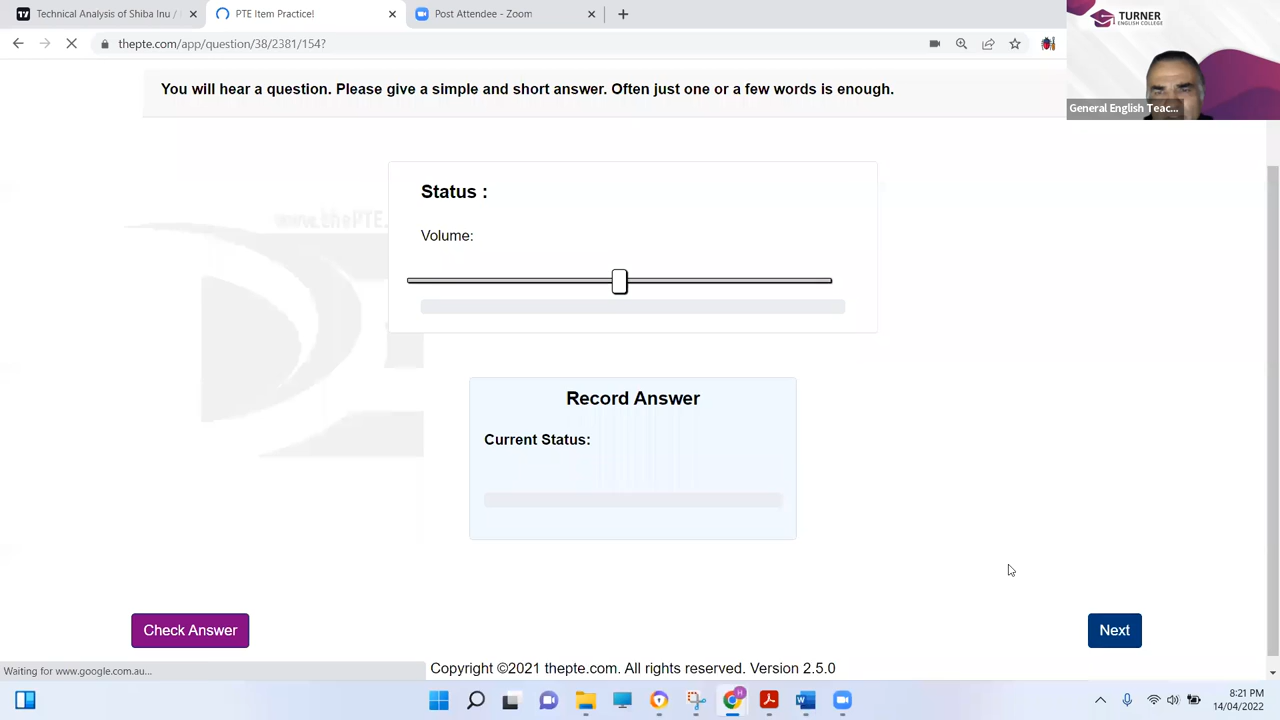 Technical Analysis of Shiba Inu /
PTE Item Practice!
Post Attendee - Zoom
thepte.com/app/question/38/2381/154?
TURNER
ENGLISH COLLEGE
General English Teac...
You will hear a question. Please give a simple and short answer. Often just one or a few words is enough.
www.thePTE.
Status :
Volume:
Record Answer
Current Status:
Check Answer
Next
Waiting for www.google.com.au...
Copyright ©2021 thepte.com. All rights reserved. Version 2.5.0
H
8:21 PM
14/04/2022